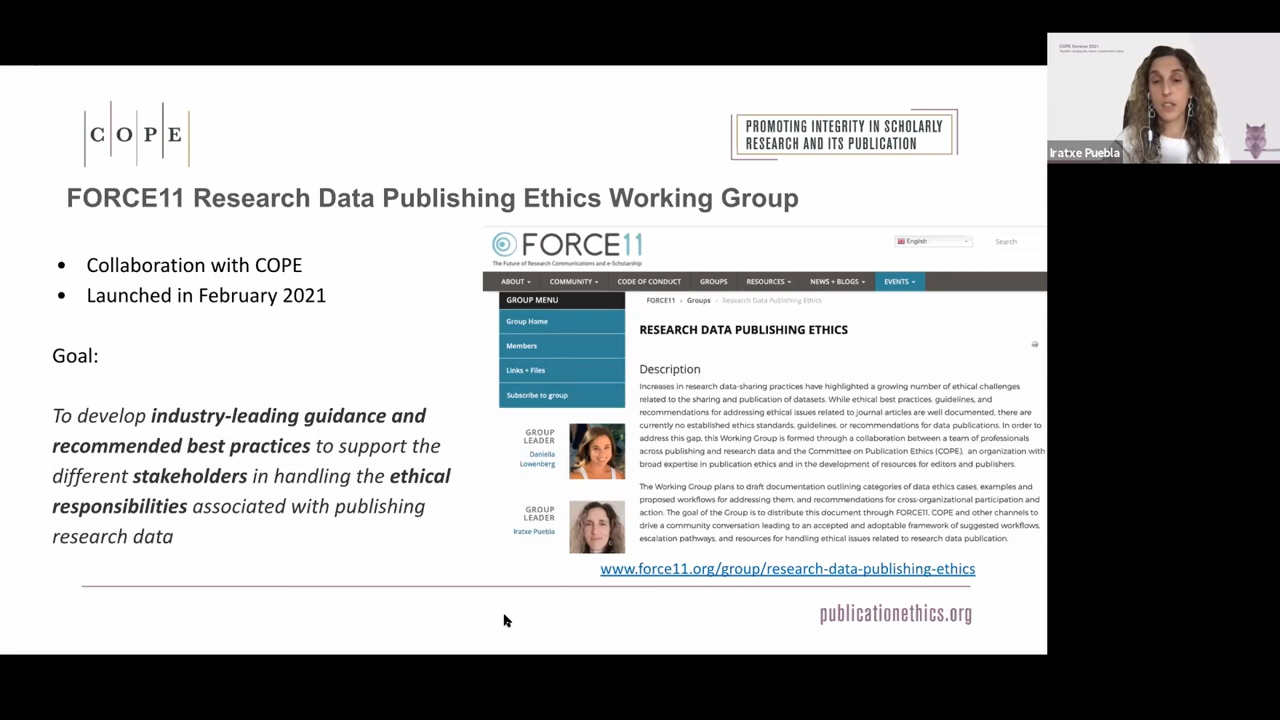 COPE
PROMOTING INTEGRITY IN SCHOLARLY
RESEARCH AND ITS PUBLICATION
COPE Seminar 2021
Iratxe Puebla
FORCE11 Research Data Publishing Ethics Working Group
• Collaboration with COPE
• Launched in February 2021
Goal:
To develop industry-leading guidance and
recommended best practices to support the
different stakeholders in handling the ethical
responsibilities associated with publishing
research data
FORCE11
The Future of Research Communications and e-Scholarship
English
Search
ABOUT COMMUNITY CODE OF CONDUCT GROUPS RESOURCES NEWS + BLOGS EVENTS
GROUP MENU
Group Home
Members
Links + Files
Subscribe to group
GROUP
LEADER
Daniella
Lowenberg
GROUP
LEADER
Iratxe Puebla
FORCE11 » Groups » Research Data Publishing Ethics
RESEARCH DATA PUBLISHING ETHICS
Description
Increases in research data-sharing practices have highlighted a growing number of ethical challenges
related to the sharing and publication of datasets. While ethical best practices, guidelines, and
recommendations for addressing ethical issues related to journal articles are well documented, there are
currently no established ethics standards, guidelines, or recommendations for data publications. In order to
address this gap, this Working Group is formed through a collaboration between a team of professionals
across publishing and research data and the Committee on Publication Ethics (COPE), an organization with
broad expertise in publication ethics and in the development of resources for editors and publishers.
The Working Group plans to draft documentation outlining categories of data ethics cases, examples and
proposed workflows for addressing them, and recommendations for cross-organizational participation and
action. The goal of the Group is to distribute this document through FORCE11, COPE and other channels to
drive a community conversation leading to an accepted and adoptable framework of suggested workflows,
escalation pathways, and resources for handling ethical issues related to research data publication.
www.force11.org/group/research-data-publishing-ethics
publicationethics.org